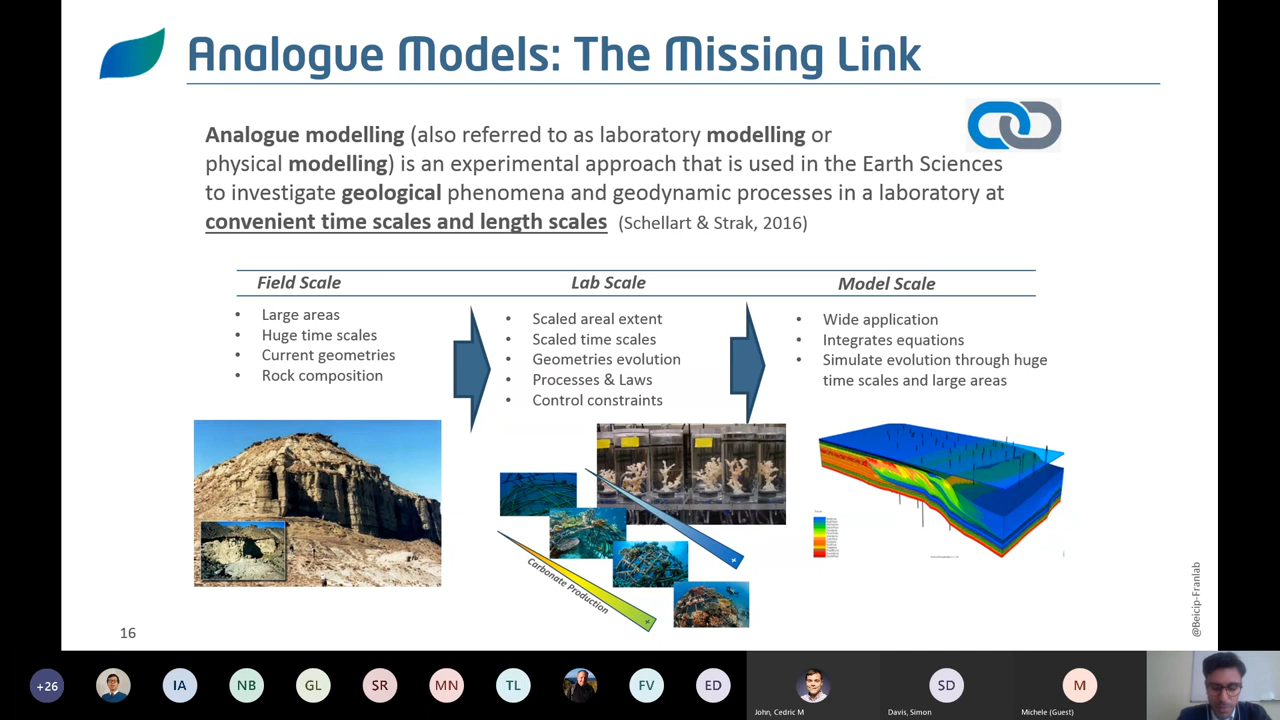 Analogue Models: The Missing Link
Analogue modelling (also referred to as laboratory modelling or
physical modelling) is an experimental approach that is used in the Earth Sciences
to investigate geological phenomena and geodynamic processes in a laboratory at
convenient time scales and length scales (Schellart & Strak, 2016)
Field Scale
• Large areas
• Huge time scales
• Current geometries
• Rock composition
Lab Scale
• Scaled areal extent
• Scaled time scales
• Geometries evolution
• Processes & Laws
• Control constraints
Model Scale
• Wide application
• Integrates equations
• Simulate evolution through huge
time scales and large areas
+
Carbonate Production
+
@Beicip-Franlab
16
+26
IA
NB
GL
SR
MN
TL
FV
ED
John, Cedric M
SD
Davis, Simon
M
Michele (Guest)